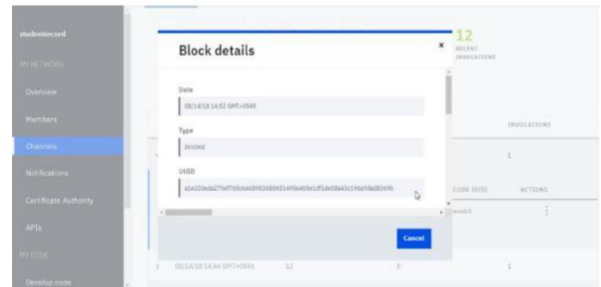 studentrecord
MY NETWORK
Overview
Members
Channels
Notifications
Certificate Authority
APIs
MY CODE
Develop code
Block details
×
Date
08/14/18 14:52 GMT+0545
Type
INVOKE
UUID
Cancel
12
RECENT
INVOCATIONS
INVOCATIONS
1
ACTIONS
08/14/18 14:44 GMT+0545 12 0 1